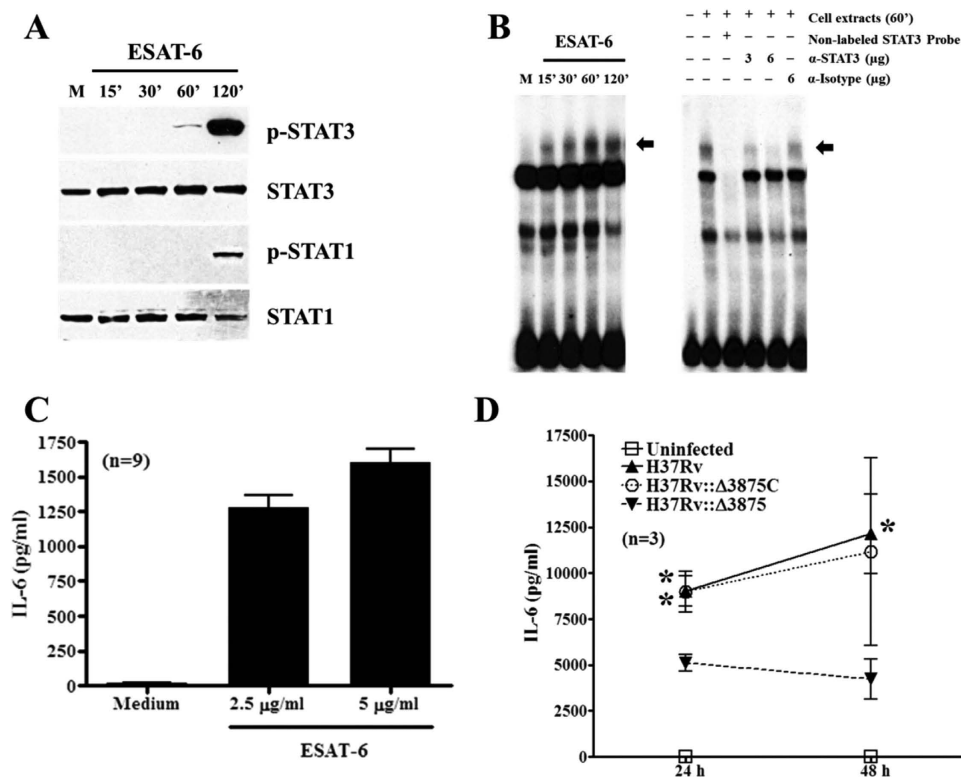 A
ESAT-6
M 15' 30' 60' 120'
p-STAT3
STAT3
p-STAT1
STAT1
B
ESAT-6
M 15' 30' 60' 120'
– + + + + + Cell extracts (60')
– – + – – – Non-labeled STAT3 Probe
– – – 3 6 – α-STAT3 (µg)
– – – – – 6 α-Isotype (µg)
C
(n=9)
IL-6 (pg/ml)
1750
1500
1250
1000
750
500
250
0
Medium 2.5 µg/ml 5 µg/ml
ESAT-6
D
IL-6 (pg/ml)
17500
15000
12500
10000
7500
5000
2500
0
Uninfected
H37Rv
H37Rv::Δ3875C
H37Rv::Δ3875
(n=3)
*
*
*
24 h 48 h